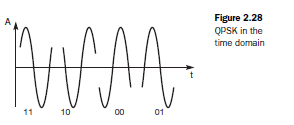 A
t
11 10 00 01
Figure 2.28
QPSK in the
time domain